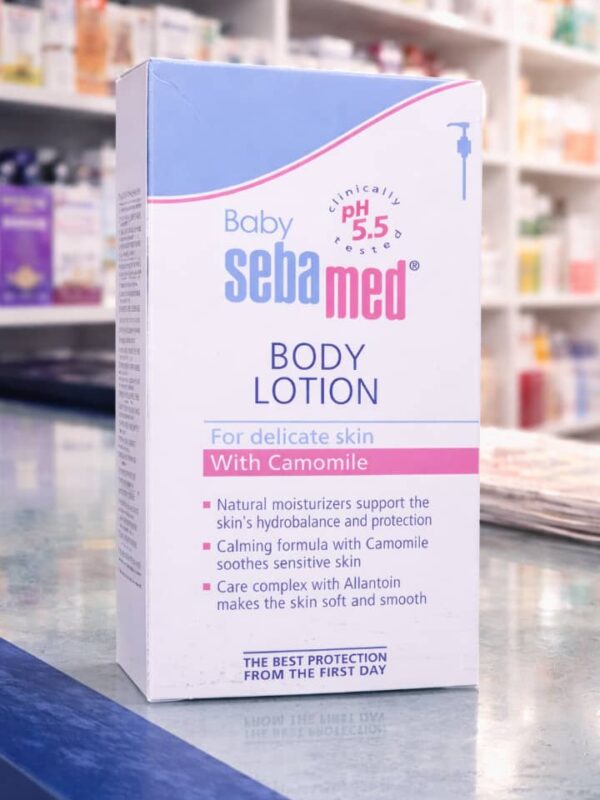 clinically
pH
5.5
tested
Baby
sebamed®
BODY
LOTION
For delicate skin
With Camomile
Natural moisturizers support the
skin's hydrobalance and protection
Calming formula with Camomile
soothes sensitive skin
Care complex with Allantoin
makes the skin soft and smooth
THE BEST PROTECTION
FROM THE FIRST DAY